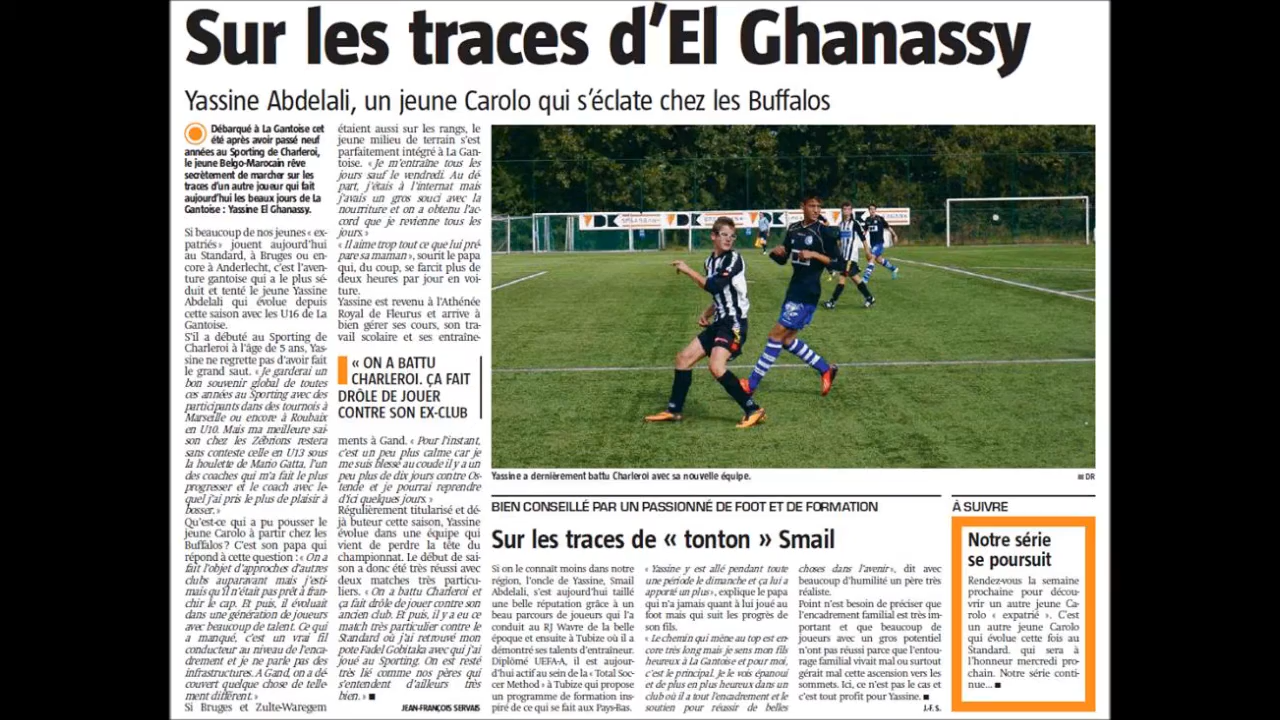 Sur les traces d'El Ghanassy
Yassine Abdelali, un jeune Carolo qui s'éclate chez les Buffalos
Débarqué à La Gantoise cet
été après avoir passé neuf
années au Sporting de Charleroi,
le jeune Belgo-Marocain rêve
secrètement de marcher sur les
traces d'un autre joueur qui fait
aujourd'hui les beaux jours de La
Gantoise : Yassine El Ghanassy.
Si beaucoup de nos jeunes « ex-
patriés » jouent aujourd'hui
au Standard, à Bruges ou en-
core à Anderlecht, c'est l'aven-
ture gantoise qui a le plus sé-
duit et tenté le jeune Yassine
Abdelali qui évolue depuis
cette saison avec les U16 de La
Gantoise.
S'il a débuté au Sporting de
Charleroi à l'âge de 5 ans, Yas-
sine ne regrette pas d'avoir fait
le grand saut. « Je garderai un
bon souvenir global de toutes
ces années au Sporting avec des
participants dans des tournois à
Marseille ou encore à Roubaix
en U10. Mais ma meilleure sai-
son chez les Zébrions restera
sans conteste celle en U13 sous
la houlette de Mario Gatta, l'un
des coaches qui m'a fait le plus
progresser et le coach avec le-
quel j'ai pris le plus de plaisir à
bosser. »
Qu'est-ce qui a pu pousser le
jeune Carolo à partir chez les
Buffalos ? C'est son papa qui
répond à cette question : « On a
fait l'objet d'approches d'autres
clubs auparavant mais j'esti-
mais qu'il n'était pas prêt à fran-
chir le cap. Et puis, il évoluait
dans une génération de joueurs
avec beaucoup de talent. Ce qui
a manqué, c'est un vrai fil
conducteur au niveau de l'enca-
drement et je ne parle pas des
infrastructures. A Gand, on a dé-
couvert quelque chose de telle-
ment différent. »
Si Bruges et Zulte-Waregem
étaient aussi sur les rangs, le
jeune milieu de terrain s'est
parfaitement intégré à La Gan-
toise. « Je m'entraîne tous les
jours sauf le vendredi. Au dé-
part, j'étais à l'internat mais
j'avais un gros souci avec la
nourriture et on a obtenu l'ac-
cord que je revienne tous les
jours. »
« Il aime trop tout ce que lui pré-
pare sa maman », sourit le papa
qui, du coup, se farcit plus de
deux heures par jour en voi-
ture.
Yassine est revenu à l'Athénée
Royal de Fleurus et arrive à
bien gérer ses cours, son tra-
vail scolaire et ses entraîne-
« ON A BATTU
CHARLEROI. ÇA FAIT
DRÔLE DE JOUER
CONTRE SON EX-CLUB
ments à Gand. « Pour l'instant,
c'est un peu plus calme car je
me suis blessé au coude il y a un
peu plus de dix jours contre Os-
tende et je pourrai reprendre
d'ici quelques jours. »
Régulièrement titularisé et dé-
jà buteur cette saison, Yassine
évolue dans une équipe qui
vient de perdre la tête du
championnat. Le début de sai-
son a donc été très réussi avec
deux matches très particu-
liers. « On a battu Charleroi et
ça fait drôle de jouer contre son
ancien club. Et puis, il y a eu ce
match très particulier contre le
Standard où j'ai retrouvé mon
pote Fadel Gobitaka avec qui j'ai
joué au Sporting. On est resté
très lié comme nos pères qui
s'entendent d'ailleurs très
bien. »
JEAN-FRANÇOIS SERVAIS
Yassine a dernièrement battu Charleroi avec sa nouvelle équipe.
DR
BIEN CONSEILLÉ PAR UN PASSIONNÉ DE FOOT ET DE FORMATION
Sur les traces de « tonton » Smail
Si on le connaît moins dans notre
région, l'oncle de Yassine, Smail
Abdelali, s'est aujourd'hui taillé
une belle réputation grâce à un
beau parcours de joueurs qui l'a
conduit au RJ Wavre de la belle
époque et ensuite à Tubize où il a
démontré ses talents d'entraîneur.
Diplômé UEFA-A, il est aujour-
d'hui actif au sein de la « Total Soc-
cer Method » à Tubize qui propose
un programme de formation ins-
piré de ce qui se fait aux Pays-Bas.
« Yassine y est allé pendant toute
une période le dimanche et ça lui a
apporté un plus », explique le papa
qui n'a jamais quant à lui joué au
foot mais qui suit les progrès de
son fils.
« Le chemin qui mène au top est en-
core très long mais je sens mon fils
heureux à La Gantoise et pour moi,
c'est le principal. Je le vois épanoui
et de plus en plus heureux dans un
club où il a tout l'encadrement et le
soutien pour réussir de belles
choses dans l'avenir », dit avec
beaucoup d'humilité un père très
réaliste.
Point n'est besoin de préciser que
l'encadrement familial est très im-
portant et que beaucoup de
joueurs avec un gros potentiel
n'ont pas réussi parce que l'entou-
rage familial vivait mal ou surtout
gérait mal cette ascension vers les
sommets. Ici, ce n'est pas le cas et
c'est tout profit pour Yassine.
J.-F. S.
À SUIVRE
Notre série
se poursuit
Rendez-vous la semaine
prochaine pour décou-
vrir un autre jeune Ca-
rolo « expatrié ». C'est
un autre jeune Carolo
qui évolue cette fois au
Standard, qui sera à
l'honneur mercredi pro-
chain. Notre série conti-
nue...